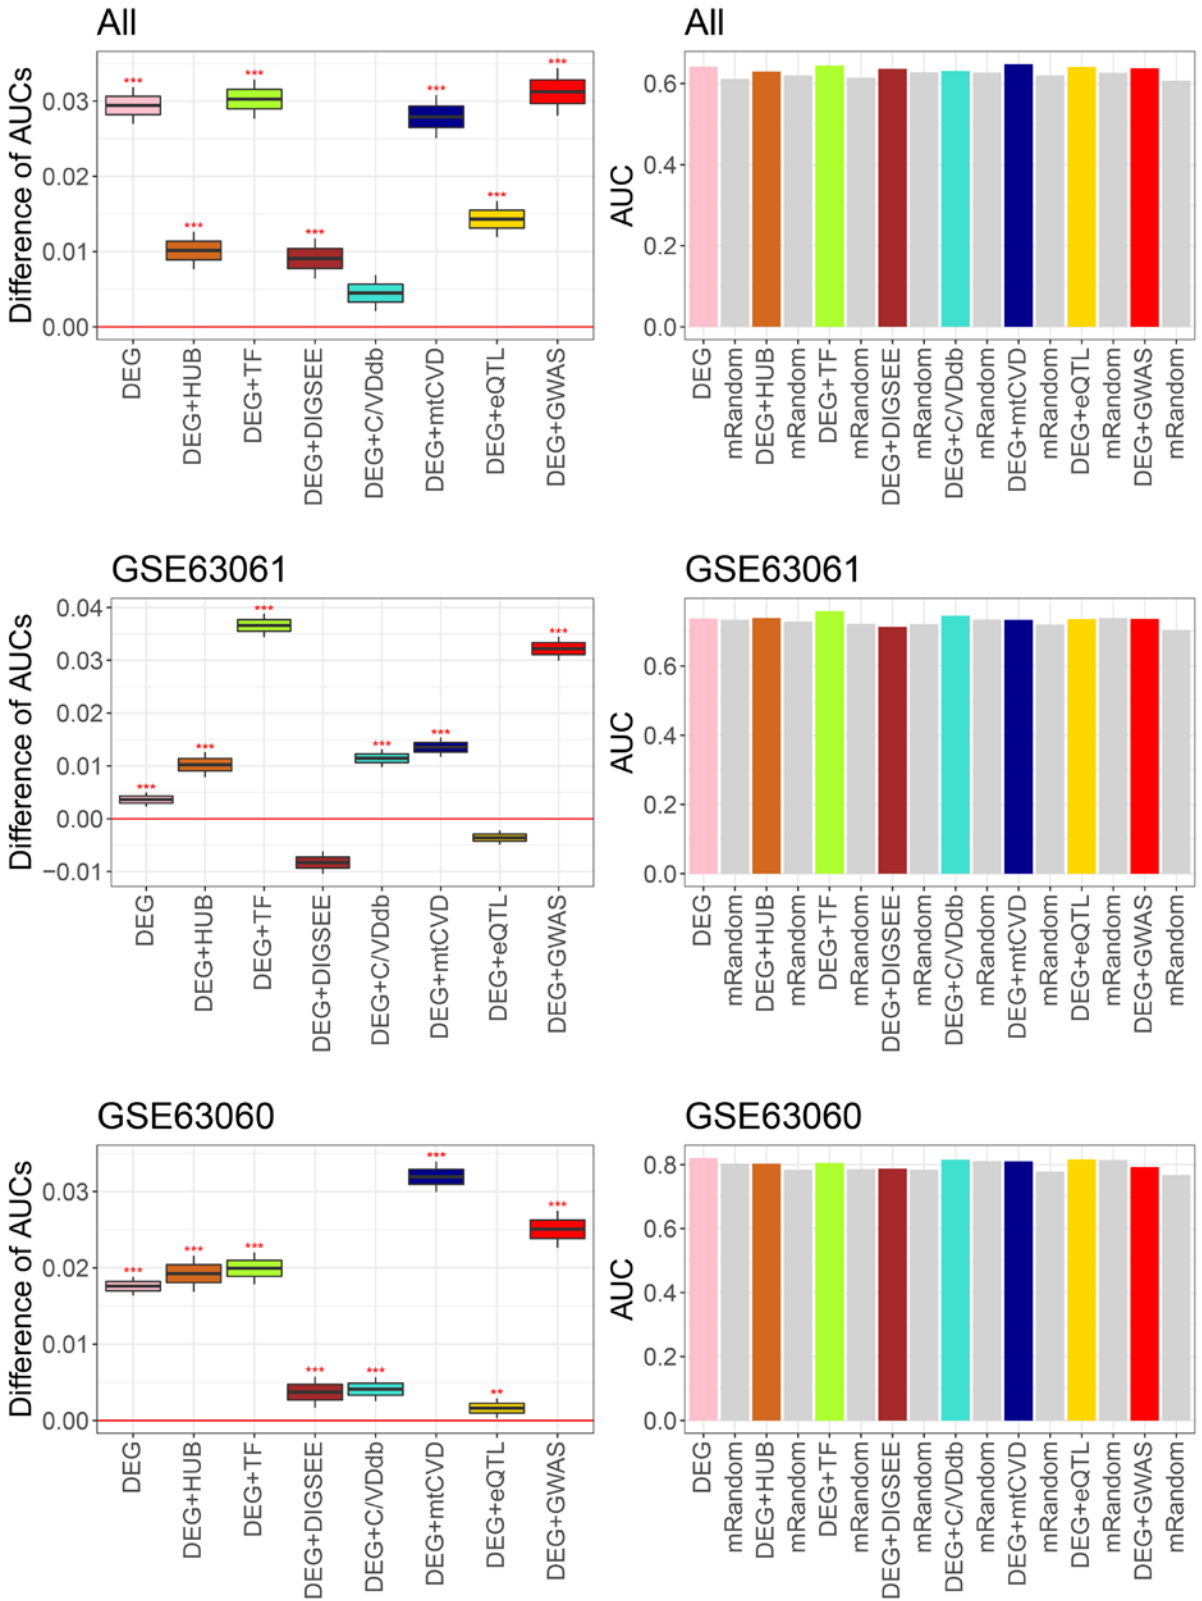 All
Difference of AUCs
0.03
0.02
0.01
0.00
***
***
***
***
***
***
***
DEG
DEG+HUB
DEG+TF
DEG+DIGSEE
DEG+C/VDdb
DEG+mtCVD
DEG+eQTL
DEG+GWAS
All
AUC
0.6
0.4
0.2
0.0
DEG
mRandom
DEG+HUB
mRandom
DEG+TF
mRandom
DEG+DIGSEE
mRandom
DEG+C/VDdb
mRandom
DEG+mtCVD
mRandom
DEG+eQTL
mRandom
DEG+GWAS
mRandom
GSE63061
Difference of AUCs
0.04
0.03
0.02
0.01
0.00
−0.01
***
***
***
***
***
***
DEG
DEG+HUB
DEG+TF
DEG+DIGSEE
DEG+C/VDdb
DEG+mtCVD
DEG+eQTL
DEG+GWAS
GSE63061
AUC
0.6
0.4
0.2
0.0
DEG
mRandom
DEG+HUB
mRandom
DEG+TF
mRandom
DEG+DIGSEE
mRandom
DEG+C/VDdb
mRandom
DEG+mtCVD
mRandom
DEG+eQTL
mRandom
DEG+GWAS
mRandom
GSE63060
Difference of AUCs
0.03
0.02
0.01
0.00
***
***
***
***
***
***
**
***
DEG
DEG+HUB
DEG+TF
DEG+DIGSEE
DEG+C/VDdb
DEG+mtCVD
DEG+eQTL
DEG+GWAS
GSE63060
AUC
0.8
0.6
0.4
0.2
0.0
DEG
mRandom
DEG+HUB
mRandom
DEG+TF
mRandom
DEG+DIGSEE
mRandom
DEG+C/VDdb
mRandom
DEG+mtCVD
mRandom
DEG+eQTL
mRandom
DEG+GWAS
mRandom